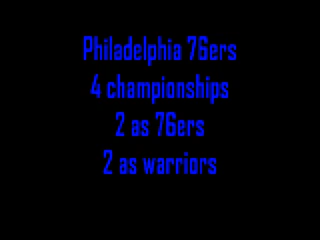 Philadelphia 76ers
4 championships
2 as 76ers
2 as warriors